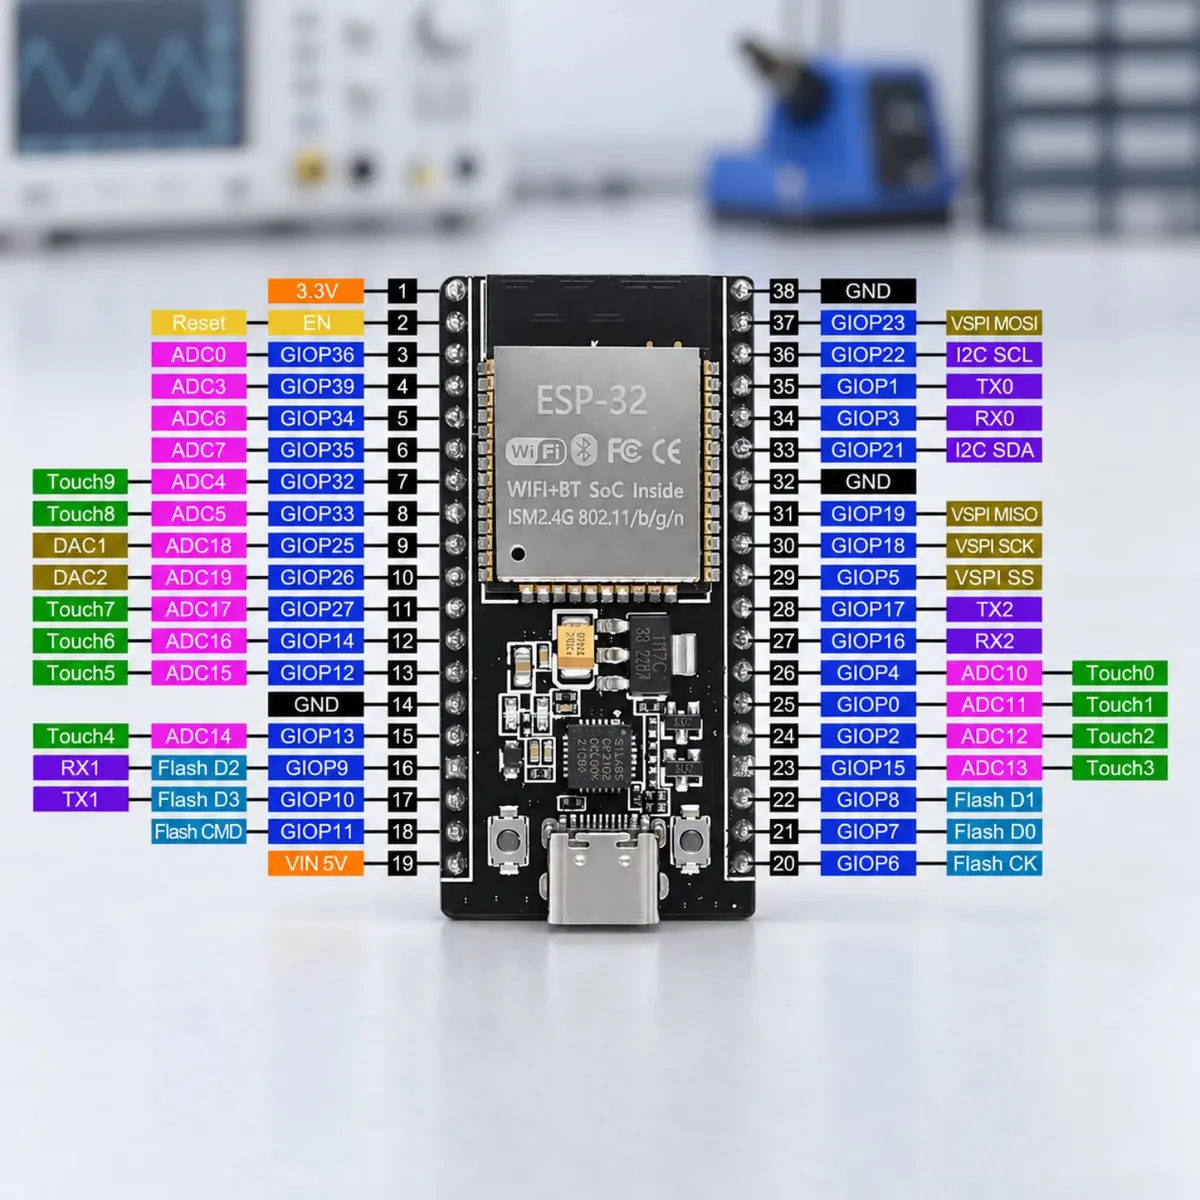 3.3V 1 38 GND
Reset EN 2 37 GIOP23 VSPI MOSI
ADC0 GIOP36 3 36 GIOP22 I2C SCL
ADC3 GIOP39 4 35 GIOP1 TX0
ADC6 GIOP34 5 34 GIOP3 RX0
ADC7 GIOP35 6 33 GIOP21 I2C SDA
Touch9 ADC4 GIOP32 7 32 GND
Touch8 ADC5 GIOP33 8 31 GIOP19 VSPI MISO
DAC1 ADC18 GIOP25 9 30 GIOP18 VSPI SCK
DAC2 ADC19 GIOP26 10 29 GIOP5 VSPI SS
Touch7 ADC17 GIOP27 11 28 GIOP17 TX2
Touch6 ADC16 GIOP14 12 27 GIOP16 RX2
Touch5 ADC15 GIOP12 13 26 GIOP4 ADC10 Touch0
GND 14 25 GIOP0 ADC11 Touch1
Touch4 ADC14 GIOP13 15 24 GIOP2 ADC12 Touch2
RX1 Flash D2 GIOP9 16 23 GIOP15 ADC13 Touch3
TX1 Flash D3 GIOP10 17 22 GIOP8 Flash D1
Flash CMD GIOP11 18 21 GIOP7 Flash D0
VIN 5V 19 20 GIOP6 Flash CK
ESP-32
WiFi FC CE
WIFI+BT SoC Inside
ISM2.4G 802.11/b/g/n
SILABS
CP2102